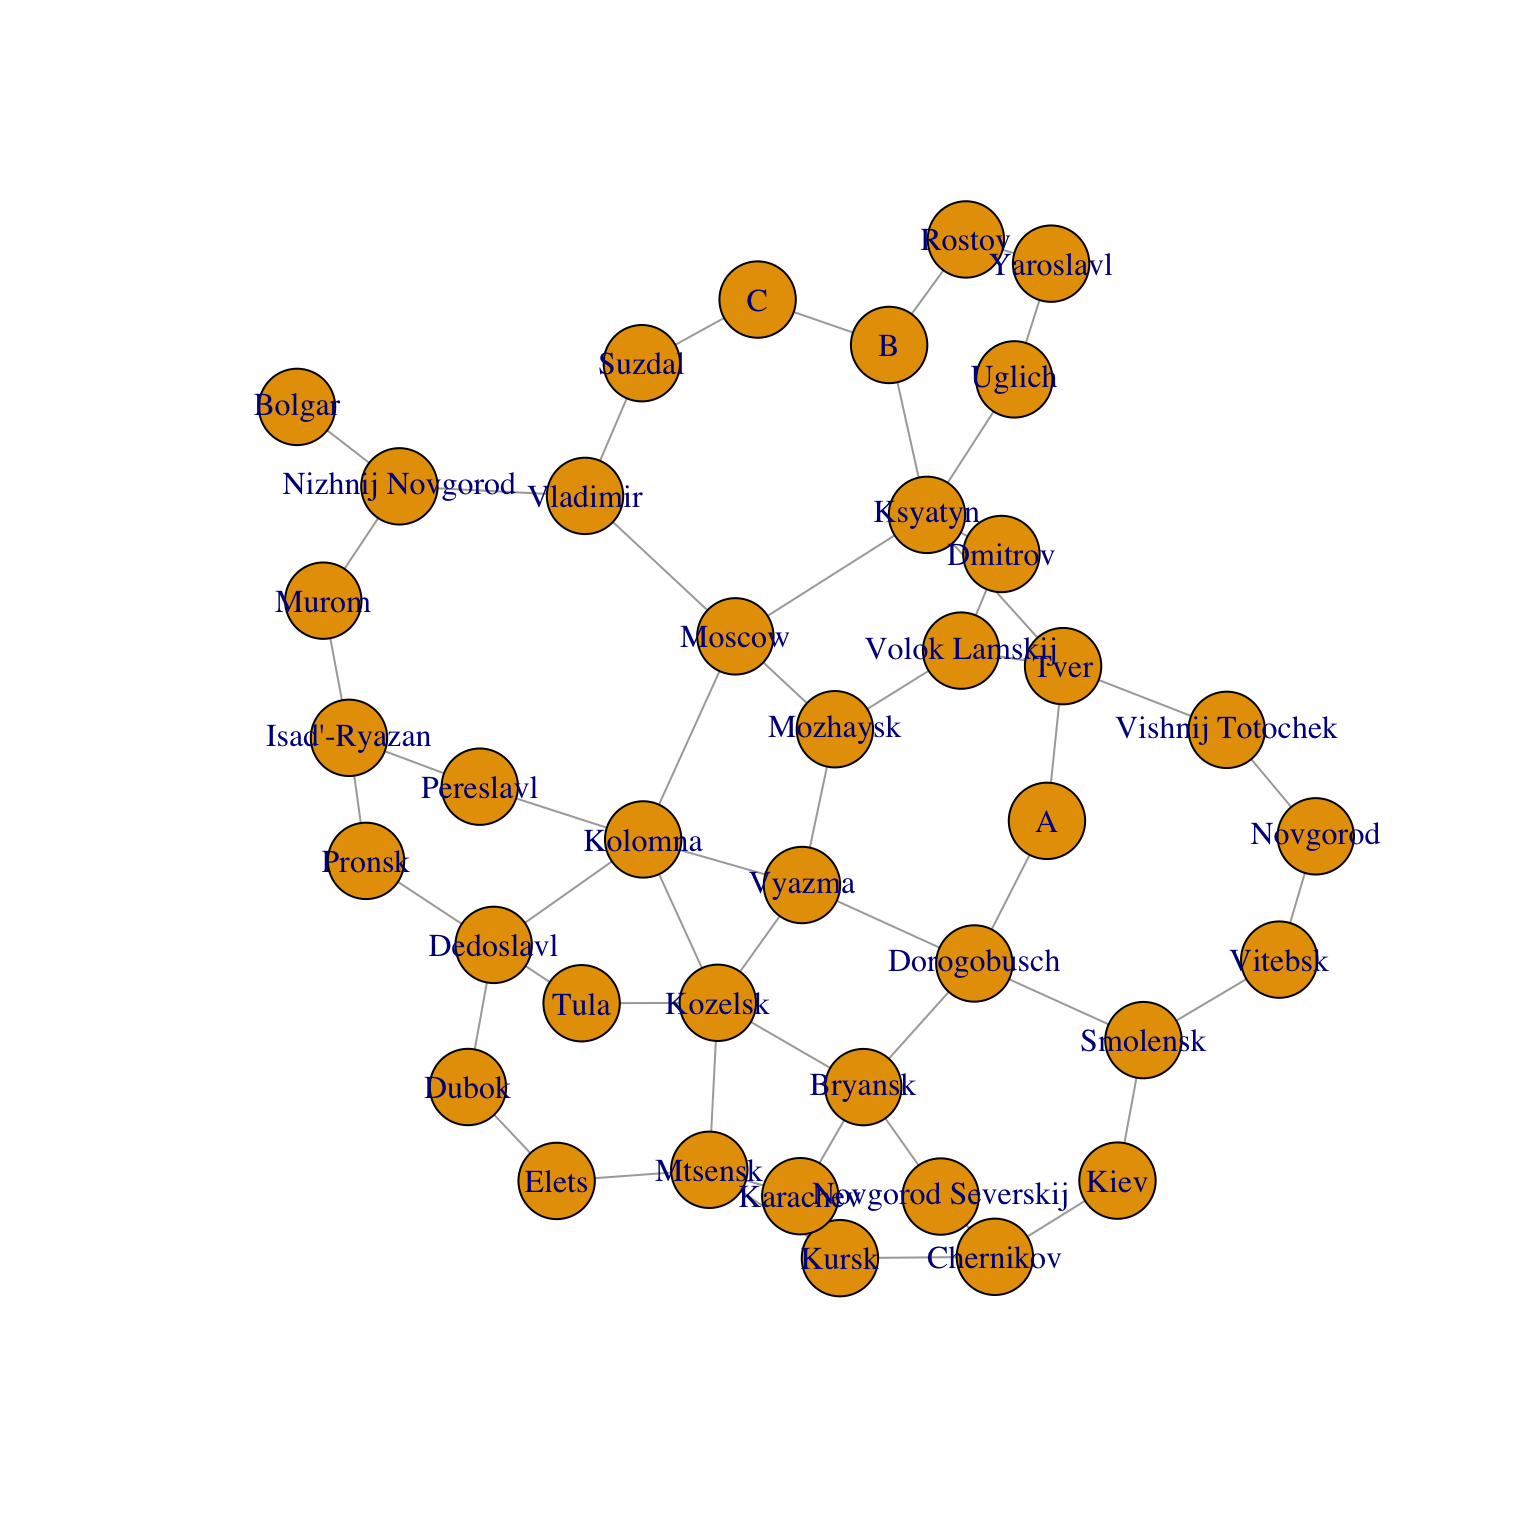 Rostov
Yaroslavl
C
B
Suzdal
Uglich
Bolgar
Nizhnij Novgorod
Vladimir
Ksyatyn
Dmitrov
Murom
Moscow
Volok Lamskij
Tver
Mozhaysk
Vishnij Totochek
Isad'-Ryazan
Pereslavl
A
Novgorod
Kolomna
Pronsk
Vyazma
Dedoslavl
Dorogobusch
Vitebsk
Tula
Kozelsk
Smolensk
Dubok
Bryansk
Elets
Mtsensk
Karachev
Novgorod Severskij
Kiev
Kursk
Chernikov